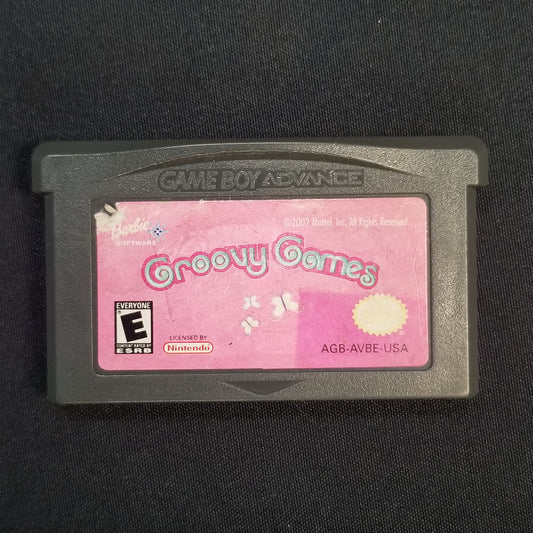 GAME BOY ADVANCE
Barbie
SOFTWARE
©2002 Mattel, Inc. All Rights Reserved.
Groovy Games
EVERYONE
E
CONTENT RATED BY
ESRB
LICENSED BY
Nintendo
AGB-AVBE-USA